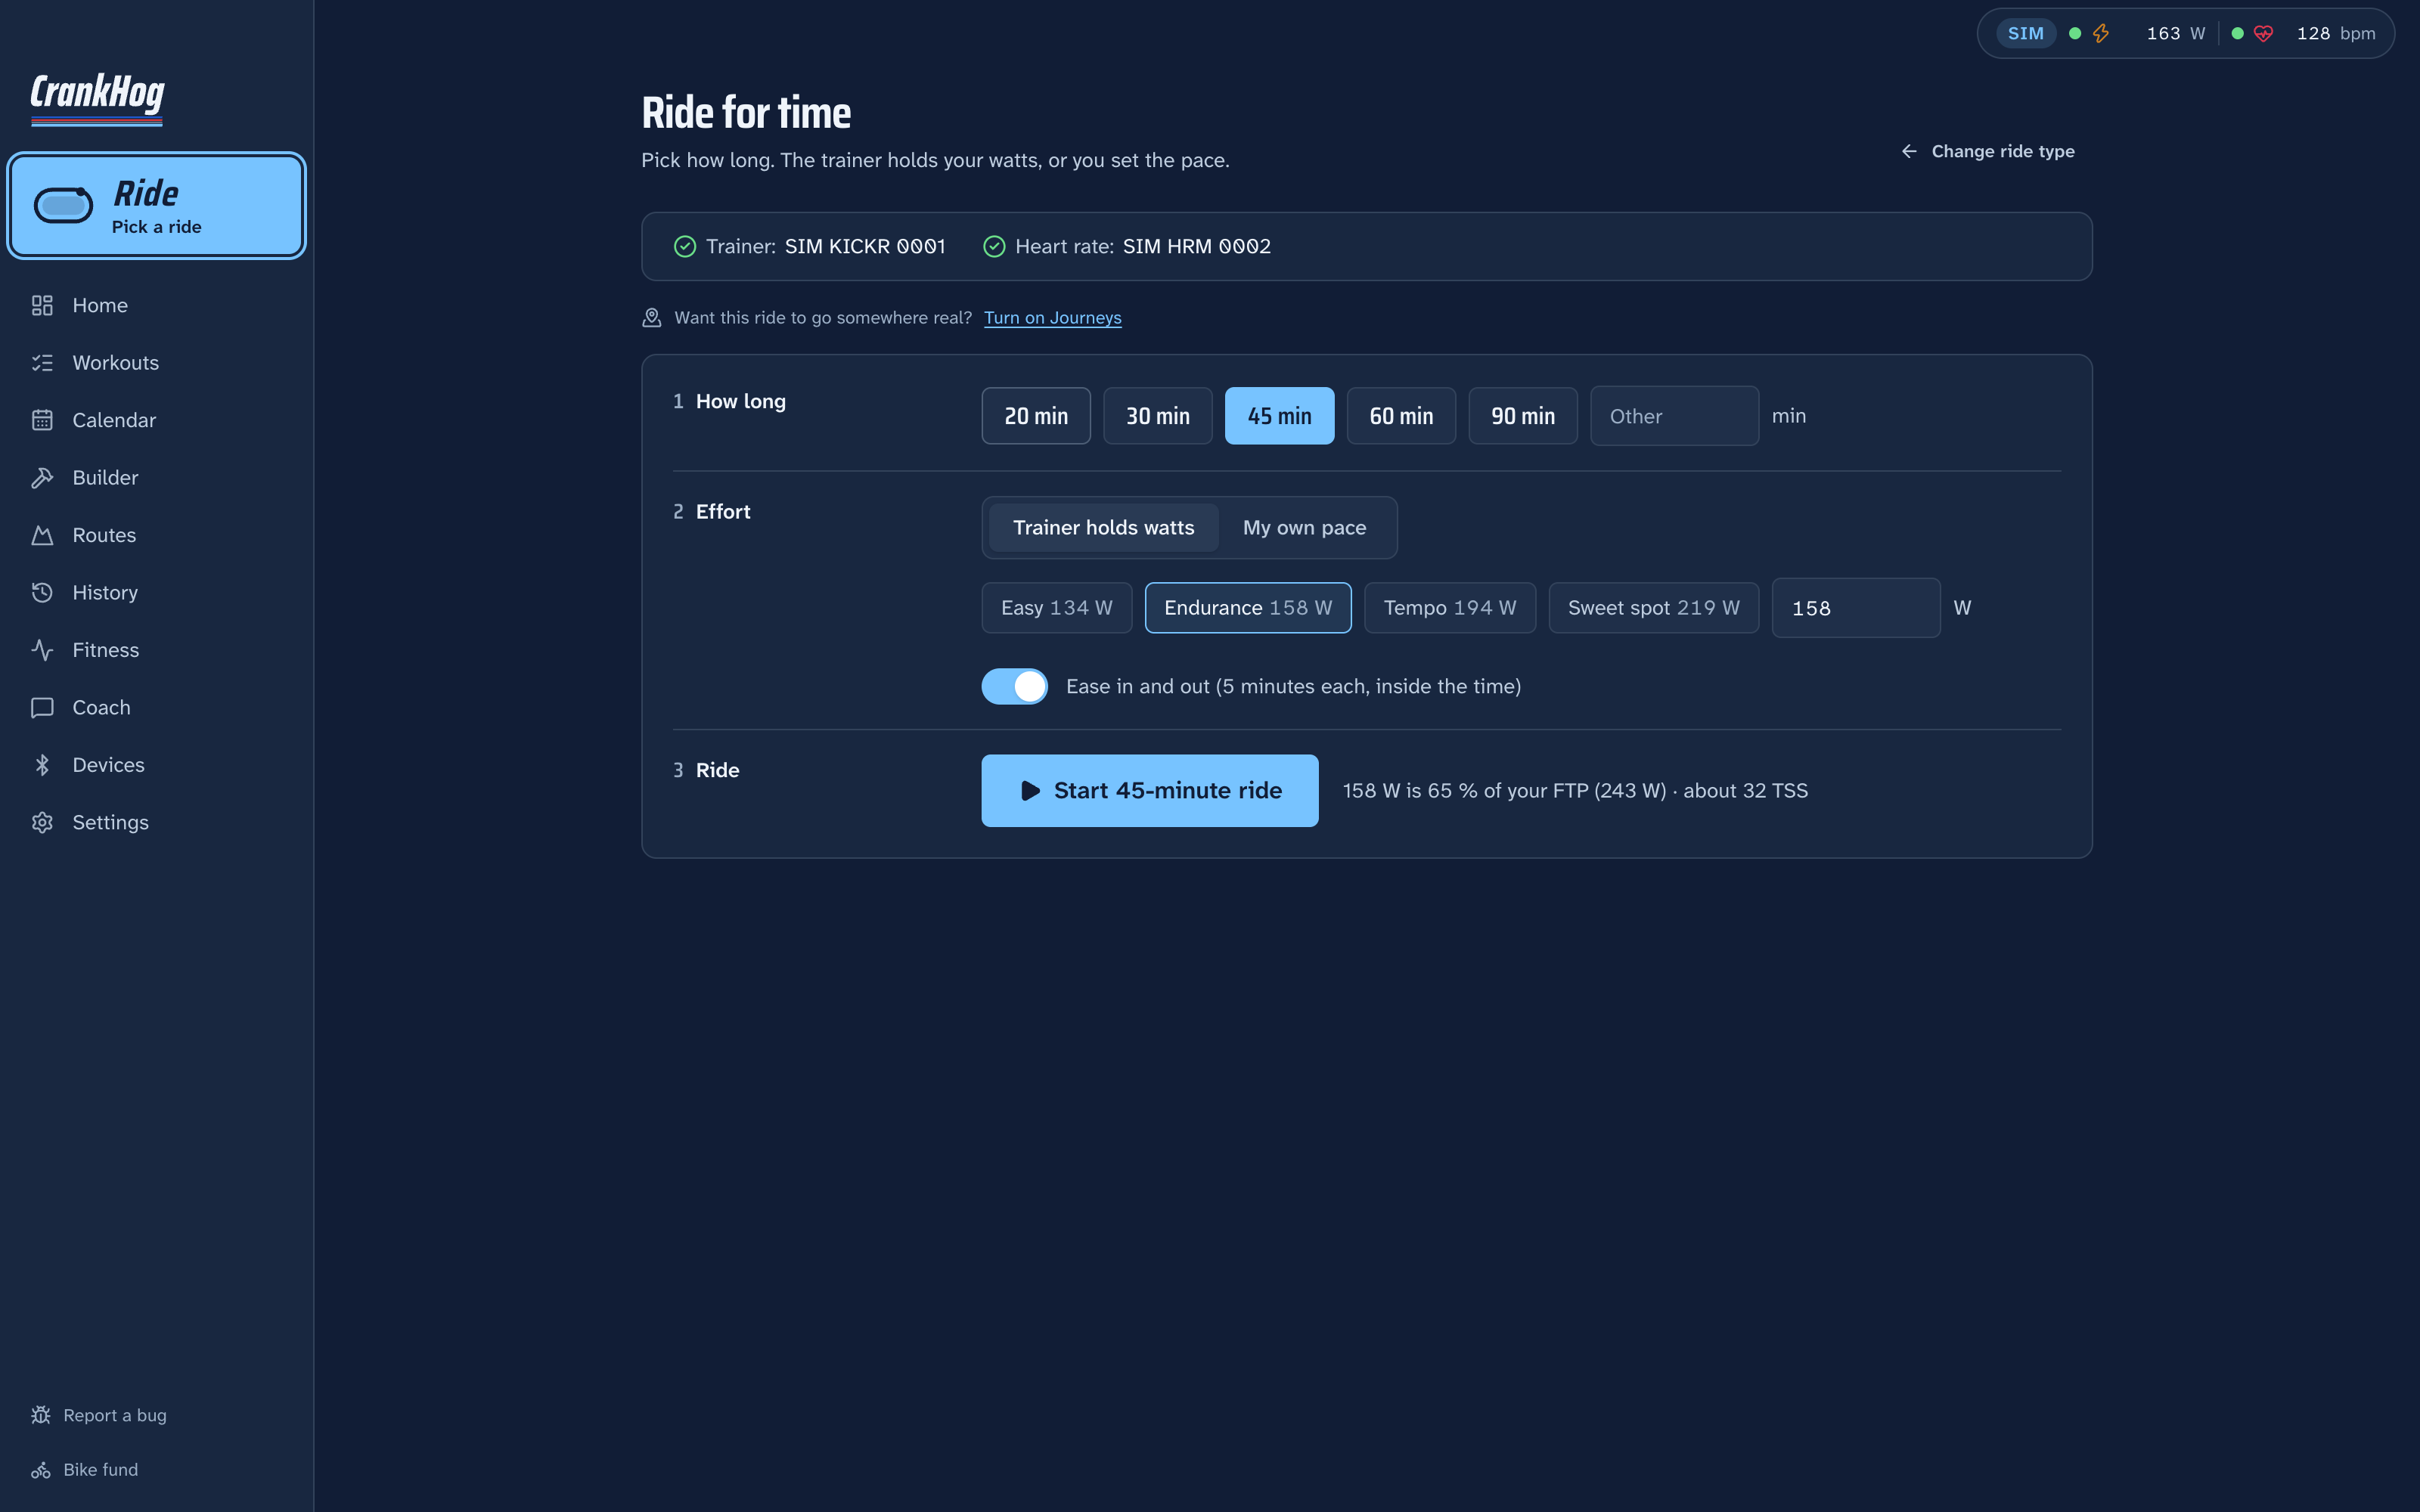 SIM 163 W 128 bpm
CrankHog
Ride
Pick a ride
Home
Workouts
Calendar
Builder
Routes
History
Fitness
Coach
Devices
Settings
Report a bug
Bike fund
Ride for time
Pick how long. The trainer holds your watts, or you set the pace.
Change ride type
Trainer: SIM KICKR 0001 Heart rate: SIM HRM 0002
Want this ride to go somewhere real? Turn on Journeys
1 How long 20 min 30 min 45 min 60 min 90 min Other min
2 Effort Trainer holds watts My own pace
Easy 134 W Endurance 158 W Tempo 194 W Sweet spot 219 W 158 W
Ease in and out (5 minutes each, inside the time)
3 Ride Start 45-minute ride 158 W is 65 % of your FTP (243 W) · about 32 TSS